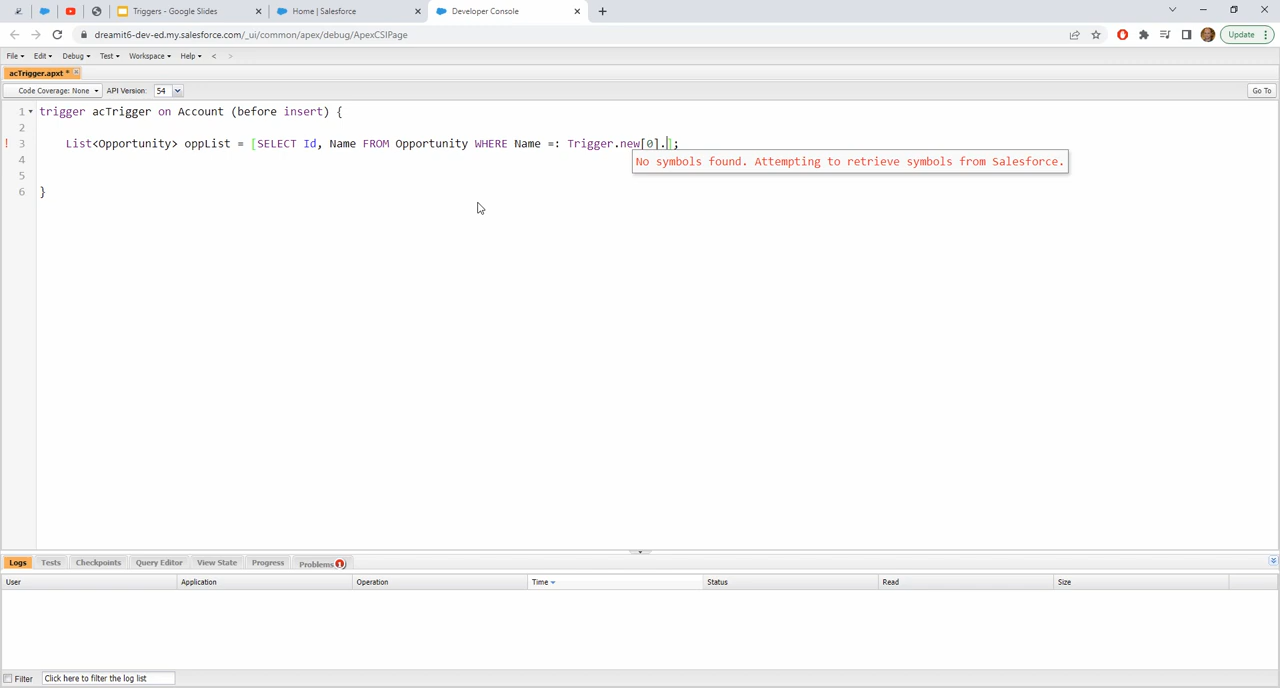 Triggers - Google Slides
Home | Salesforce
Developer Console
dreamit6-dev-ed.my.salesforce.com/_ui/common/apex/debug/ApexCSIPage
Update
File Edit Debug Test Workspace Help < >
acTrigger.apxt *
Code Coverage: None API Version: 54 Go To
1 trigger acTrigger on Account (before insert) {
2
3 List<Opportunity> oppList = [SELECT Id, Name FROM Opportunity WHERE Name =: Trigger.new[0].];
No symbols found. Attempting to retrieve symbols from Salesforce.
4
5
6 }
Logs Tests Checkpoints Query Editor View State Progress Problems 1
User Application Operation Time Status Read Size
Filter Click here to filter the log list